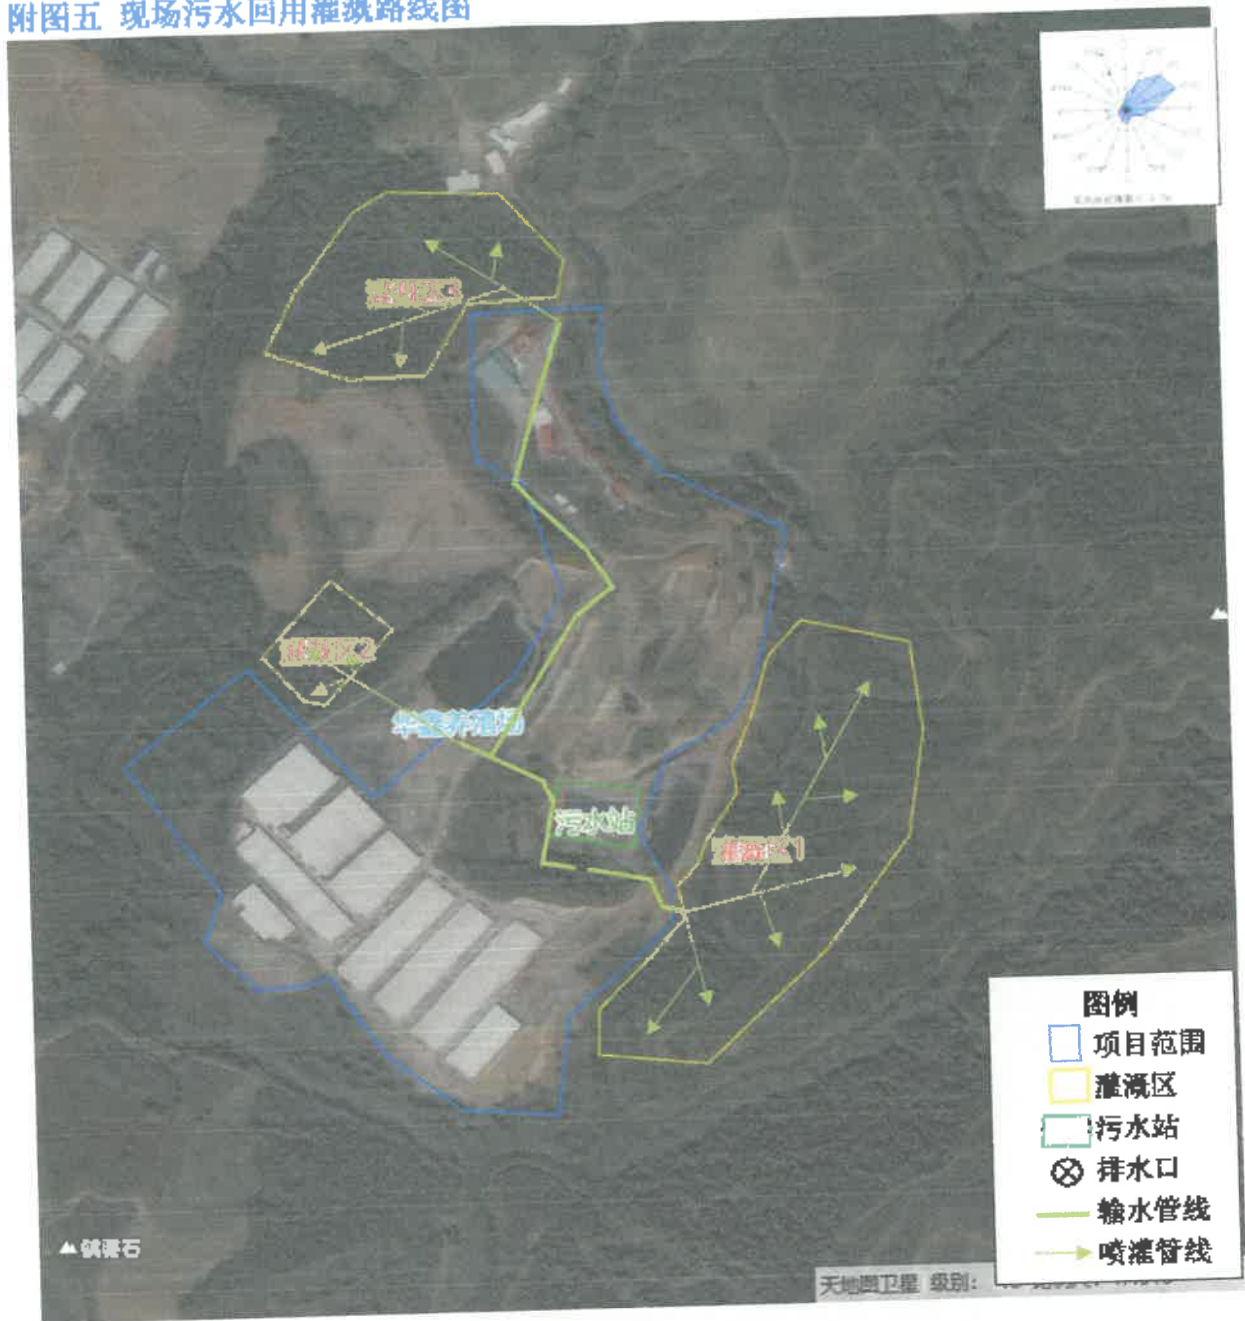 附图五 现场污水回用灌溉路线图
灌溉区3
灌溉区2
华鑫养殖场
污水站
灌溉区1
图例
项目范围
灌溉区
污水站
排水口
输水管线
喷灌管线
天地图卫星 级别：